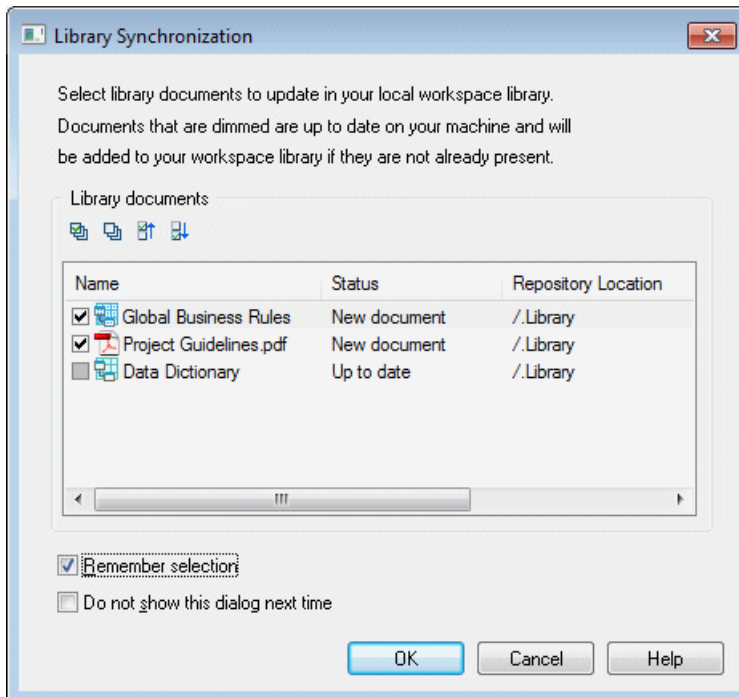 Library Synchronization
Select library documents to update in your local workspace library.
Documents that are dimmed are up to date on your machine and will
be added to your workspace library if they are not already present.
Library documents
Name Status Repository Location
Global Business Rules New document /.Library
Project Guidelines.pdf New document /.Library
Data Dictionary Up to date /.Library
Remember selection
Do not show this dialog next time
OK Cancel Help